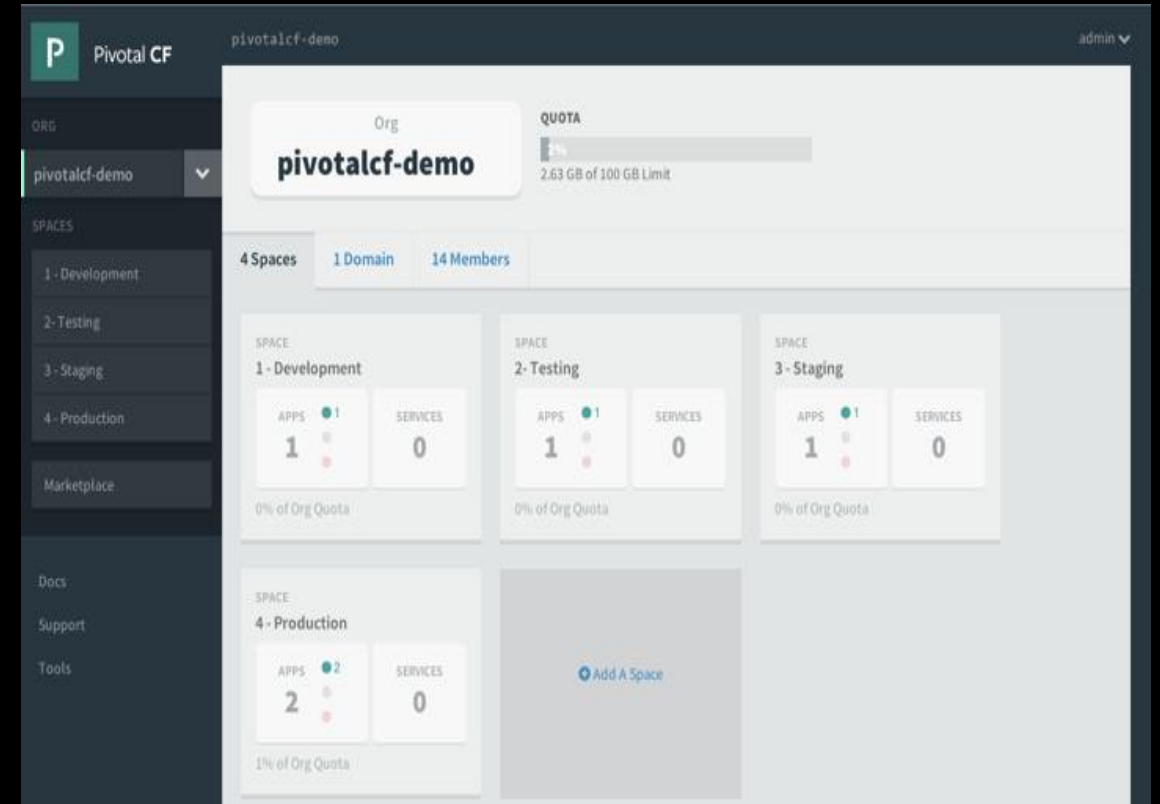 P Pivotal CF
pivotalcf-demo
admin
ORG
pivotalcf-demo
SPACES
1 - Development
2- Testing
3 - Staging
4 - Production
Marketplace
Docs
Support
Tools
Org
pivotalcf-demo
QUOTA
2%
2.63 GB of 100 GB Limit
4 Spaces 1 Domain 14 Members
SPACE
1 - Development
APPS 1 SERVICES
1 0
0% of Org Quota
SPACE
2- Testing
APPS 1 SERVICES
1 0
0% of Org Quota
SPACE
3 - Staging
APPS 1 SERVICES
1 0
0% of Org Quota
SPACE
4 - Production
APPS 2 SERVICES
2 0
1% of Org Quota
Add A Space